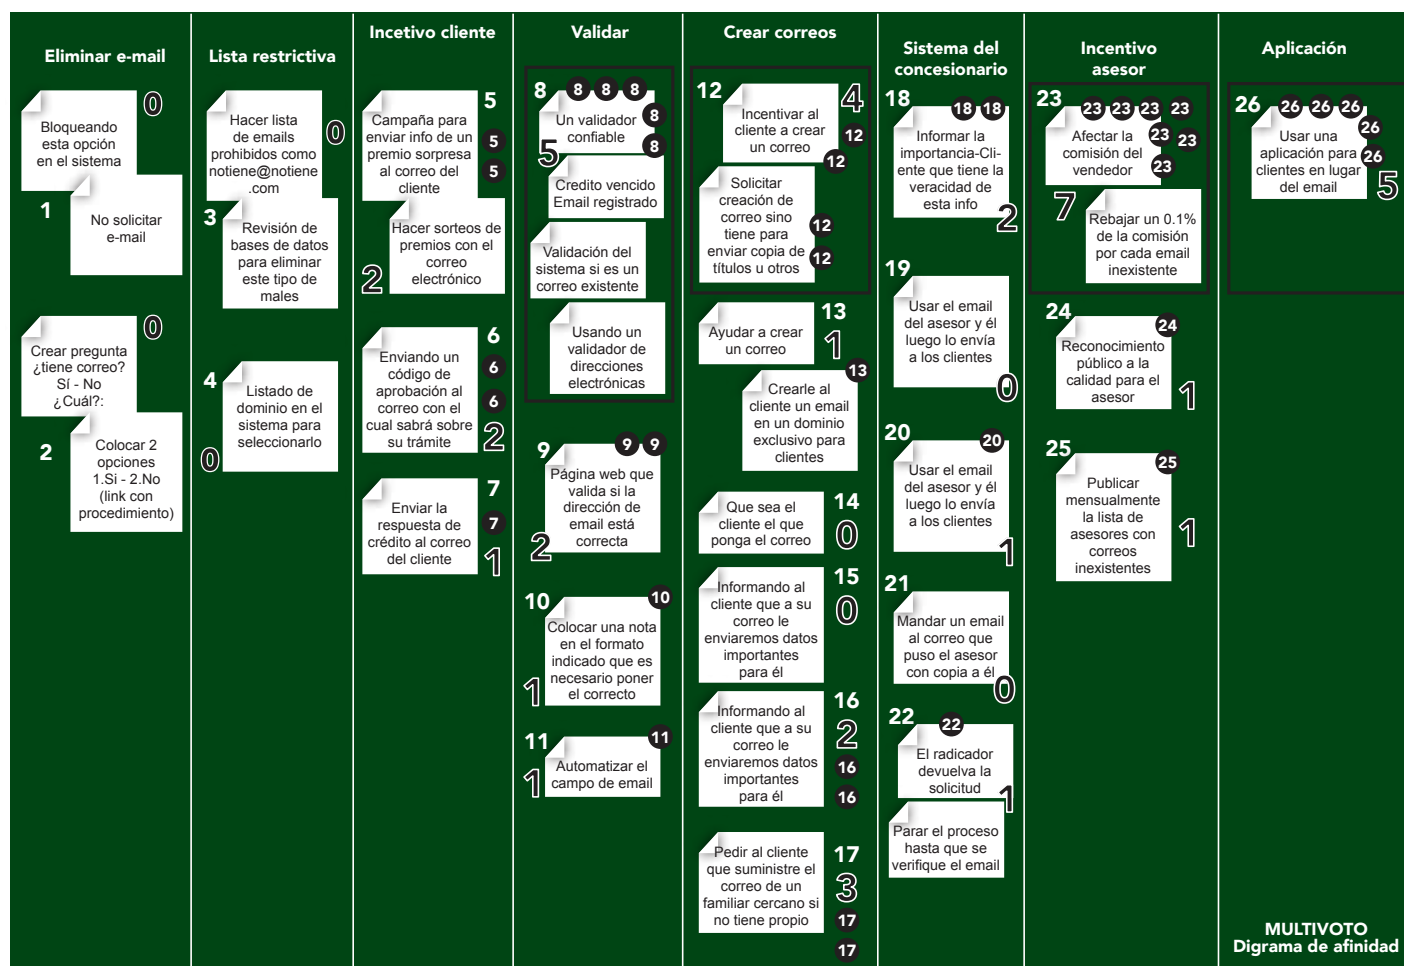 Eliminar e-mail
0
Bloqueando
esta opción
en el sistema
1
No solicitar
e-mail
0
Crear pregunta
¿tiene correo?
Sí - No
¿Cuál?:
2
Colocar 2
opciones
1.Si - 2.No
(link con
procedimiento)
Lista restrictiva
Hacer lista
de emails
prohibidos como
notiene@notiene
.com
0
3
Revisión de
bases de datos
para eliminar
este tipo de
males
4
Listado de
dominio en el
sistema para
seleccionarlo
0
Incetivo cliente
5
Campaña para
enviar info de un
premio sorpresa
al correo del
cliente
5
5
Hacer sorteos de
premios con el
correo
electrónico
2
6
Enviando un
código de
aprobación al
correo con el
cual sabrá sobre
su trámite
6
6
2
7
Enviar la
respuesta de
crédito al correo
del cliente
7
1
Validar
8
8 8 8
8
8
Un validador
confiable
5
Credito vencido
Email registrado
Validación del
sistema si es un
correo existente
Usando un
validador de
direcciones
electrónicas
9
9 9
Página web que
valida si la
dirección de
email está
correcta
2
10
10
Colocar una nota
en el formato
indicado que es
necesario poner
el correcto
1
11
11
Automatizar el
campo de email
1
Crear correos
12
4
Incentivar al
cliente a crear
un correo
12
12
Solicitar
creación de
correo sino
tiene para
enviar copia de
títulos u otros
12
12
13
Ayudar a crear
un correo
1
13
Crearle al
cliente un email
en un dominio
exclusivo para
clientes
14
Que sea el
cliente el que
ponga el correo
0
15
Informando al
cliente que a su
correo le
enviaremos datos
importantes
para él
0
16
Informando al
cliente que a su
correo le
enviaremos datos
importantes
para él
2
16
16
17
Pedir al cliente
que suministre el
correo de un
familiar cercano si
no tiene propio
3
17
17
Sistema del
concesionario
18
18 18
Informar la
importancia-Cli-
ente que tiene la
veracidad de
esta info
2
19
Usar el email
del asesor y él
luego lo envía
a los clientes
0
20
20
Usar el email
del asesor y él
luego lo envía
a los clientes
1
21
Mandar un email
al correo que
puso el asesor
con copia a él
0
22
22
El radicador
devuelva la
solicitud
1
Parar el proceso
hasta que se
verifique el email
Incentivo
asesor
23
23 23 23 23
23 23
23
Afectar la
comisión del
vendedor
7
Rebajar un 0.1%
de la comisión
por cada email
inexistente
24
24
Reconocimiento
público a la
calidad para el
asesor
1
25
25
Publicar
mensualmente
la lista de
asesores con
correos
inexistentes
1
Aplicación
26
26 26 26
26
26
Usar una
aplicación para
clientes en lugar
del email
5
MULTIVOTO
Digrama de afinidad